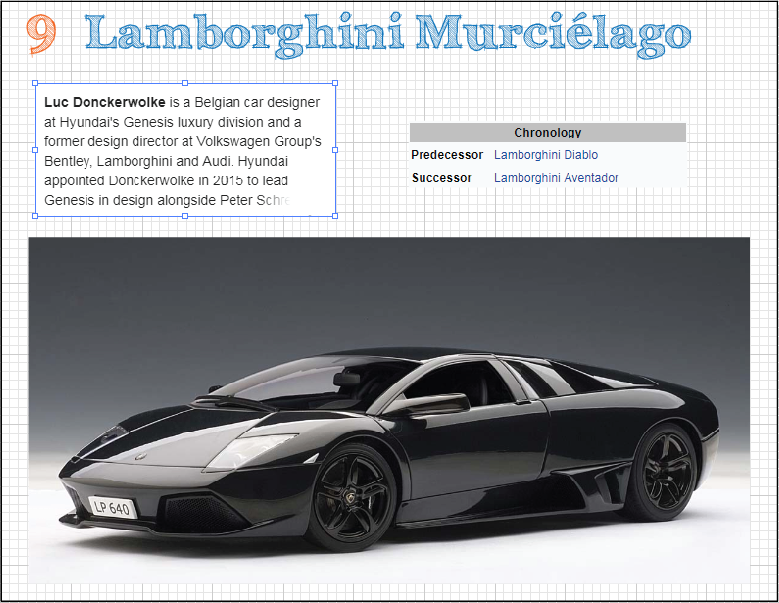 9 Lamborghini Murciélago
Luc Donckerwolke is a Belgian car designer
at Hyundai's Genesis luxury division and a
former design director at Volkswagen Group's
Bentley, Lamborghini and Audi. Hyundai
appointed Donckerwolke in 2015 to lead
Genesis in design alongside Peter
Chronology
Predecessor Lamborghini Diablo
Successor Lamborghini Aventador
LP 640